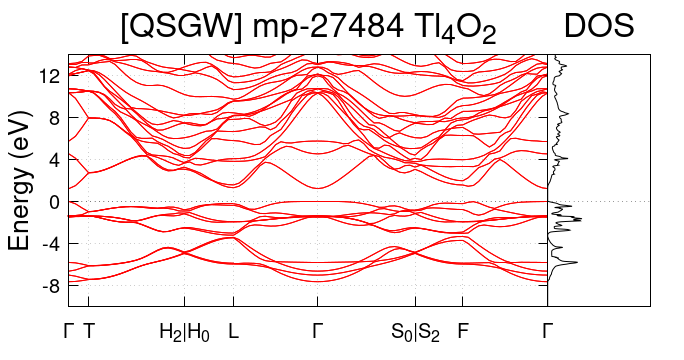 [QSGW] mp-27484 Tl₄O₂ DOS
Energy (eV)
12
8
4
0
-4
-8
Γ T H₂|H₀ L Γ S₀|S₂ F Γ